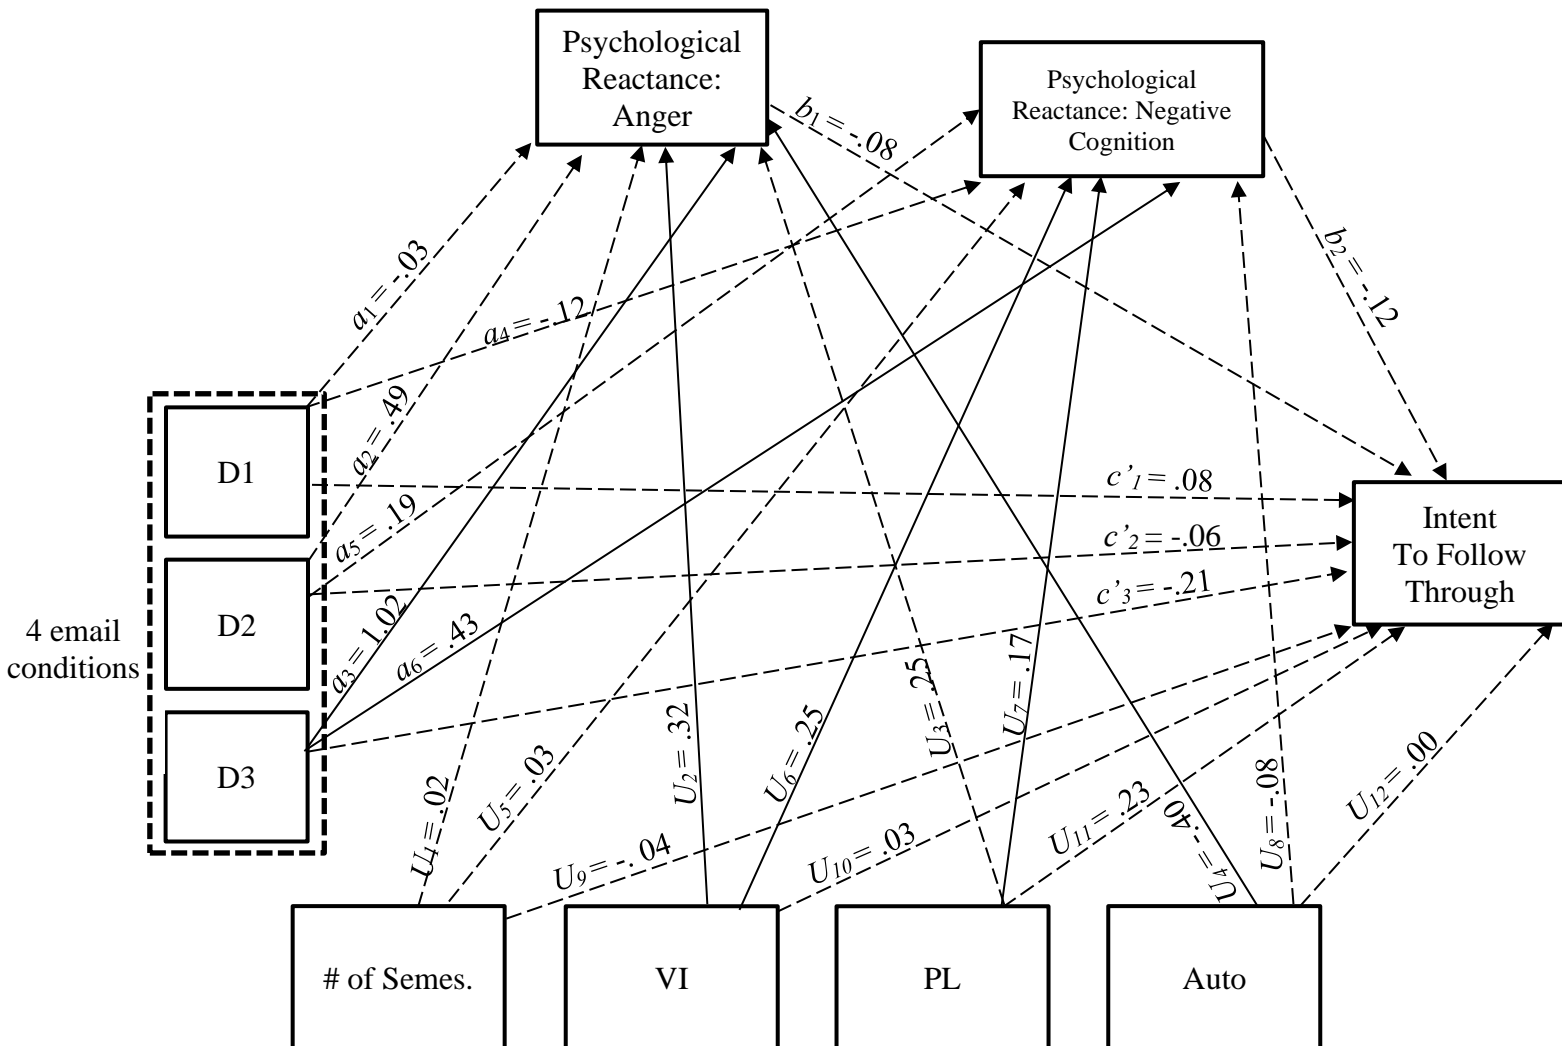 Psychological
Reactance:
Anger
Psychological
Reactance: Negative
Cognition
b1 = -.08
b2 = -.12
a1 = -.03
a4 = -.12
a2 = .49
a5 = .19
a3 = 1.02
a6 = .43
c’1 = .08
c’2 = -.06
c’3 = -.21
D1
D2
D3
4 email
conditions
Intent
To Follow
Through
U1 = .02
U5 = .03
U9 = -.04
U2 = .32
U6 = .25
U10 = .03
U3 = .25
U7 = .17
U11 = .23
U4 = -.40
U8 = -.08
U12 = .00
# of Semes.
VI
PL
Auto